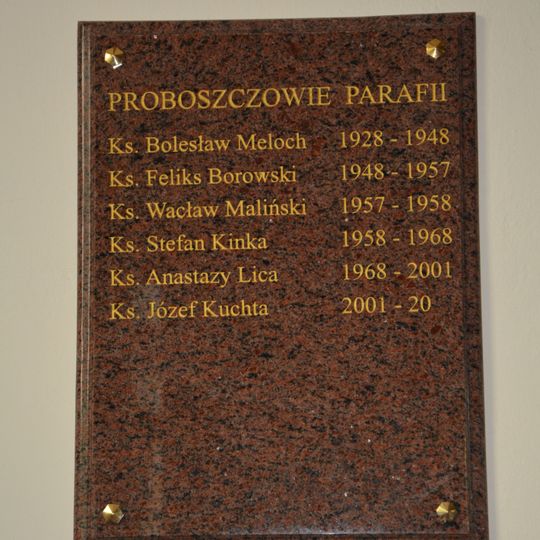 PROBOSZCZOWIE PARAFII
Ks. Bolesław Meloch 1928 - 1948
Ks. Feliks Borowski 1948 - 1957
Ks. Wacław Maliński 1957 - 1958
Ks. Stefan Kinka 1958 - 1968
Ks. Anastazy Lica 1968 - 2001
Ks. Józef Kuchta 2001 - 20